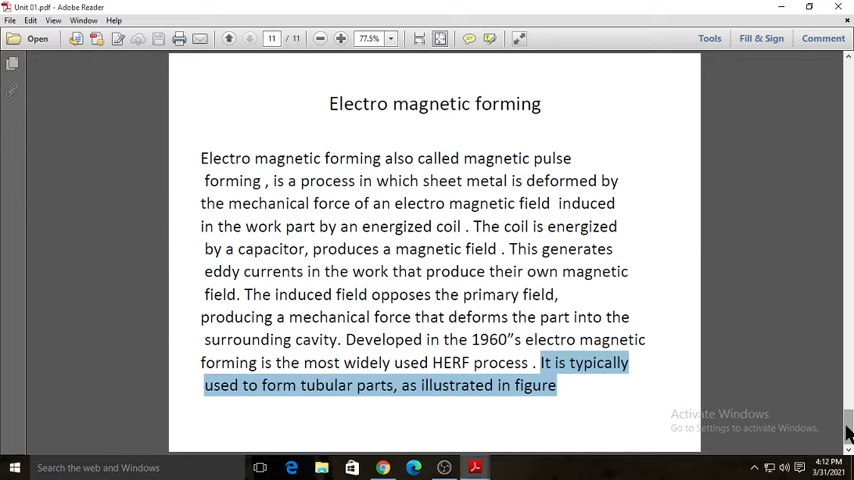 Unit 01.pdf - Adobe Reader
File Edit View Window Help
Open 11 / 11 77.5% Tools Fill & Sign Comment
Electro magnetic forming
Electro magnetic forming also called magnetic pulse
forming , is a process in which sheet metal is deformed by
the mechanical force of an electro magnetic field induced
in the work part by an energized coil . The coil is energized
by a capacitor, produces a magnetic field . This generates
eddy currents in the work that produce their own magnetic
field. The induced field opposes the primary field,
producing a mechanical force that deforms the part into the
surrounding cavity. Developed in the 1960”s electro magnetic
forming is the most widely used HERF process . It is typically
used to form tubular parts, as illustrated in figure
Activate Windows
Go to Settings to activate Windows.
Search the web and Windows
4:12 PM
3/31/2021